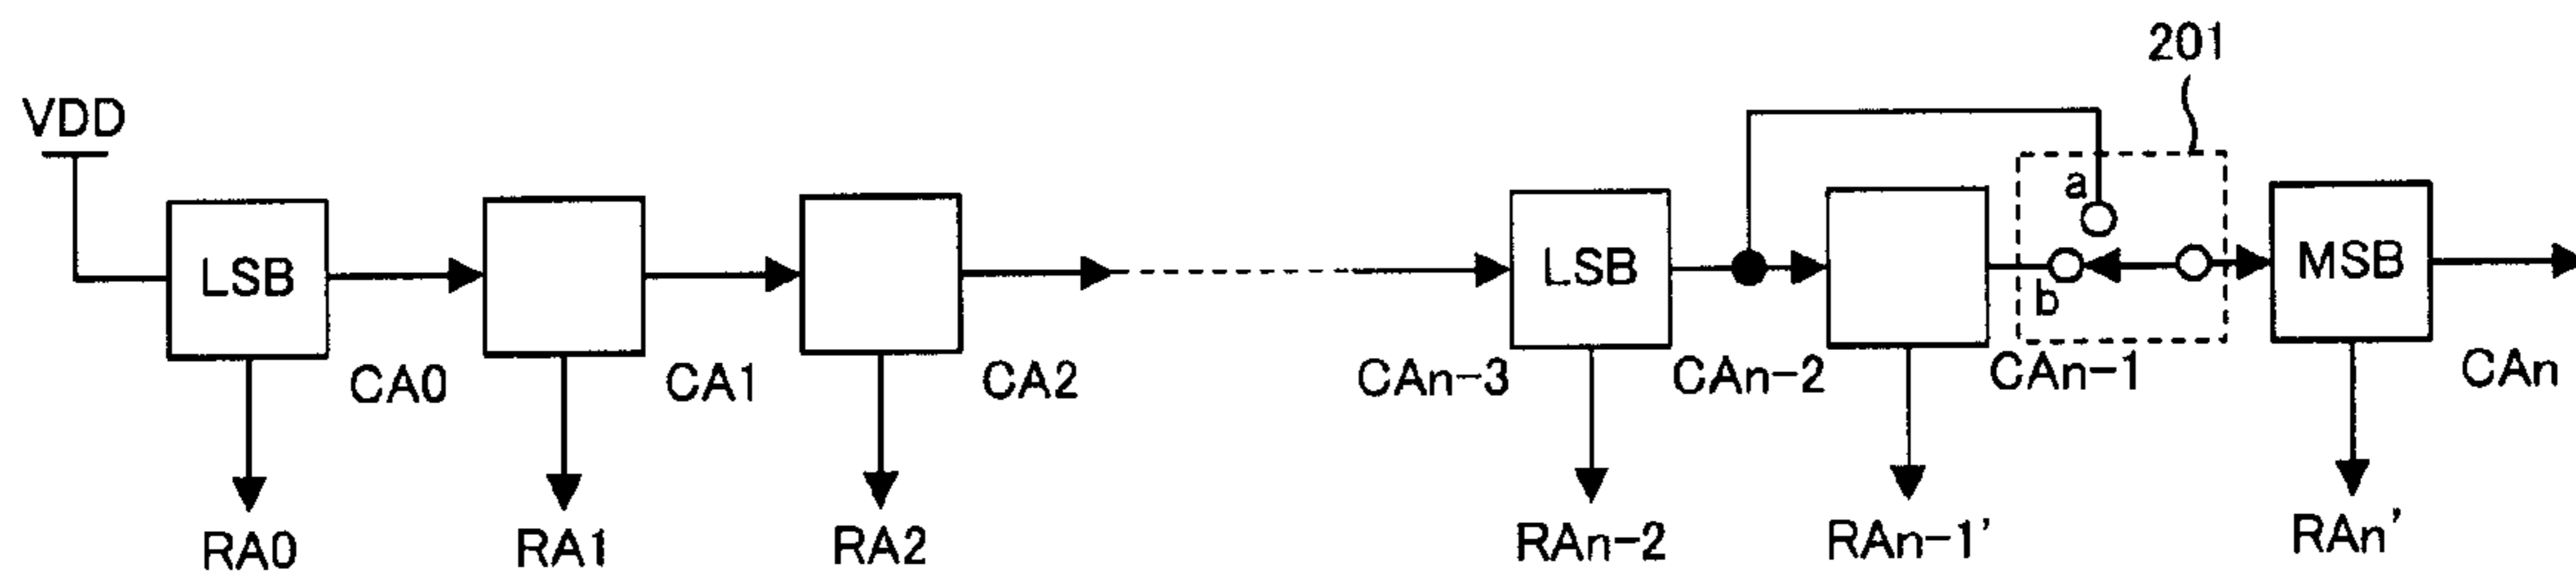 201
VDD
a
b
LSB
LSB
MSB
CA0
CA1
CA2
CAn-3
CAn-2
CAn-1
CAn
RA0
RA1
RA2
RAn-2
RAn-1'
RAn'